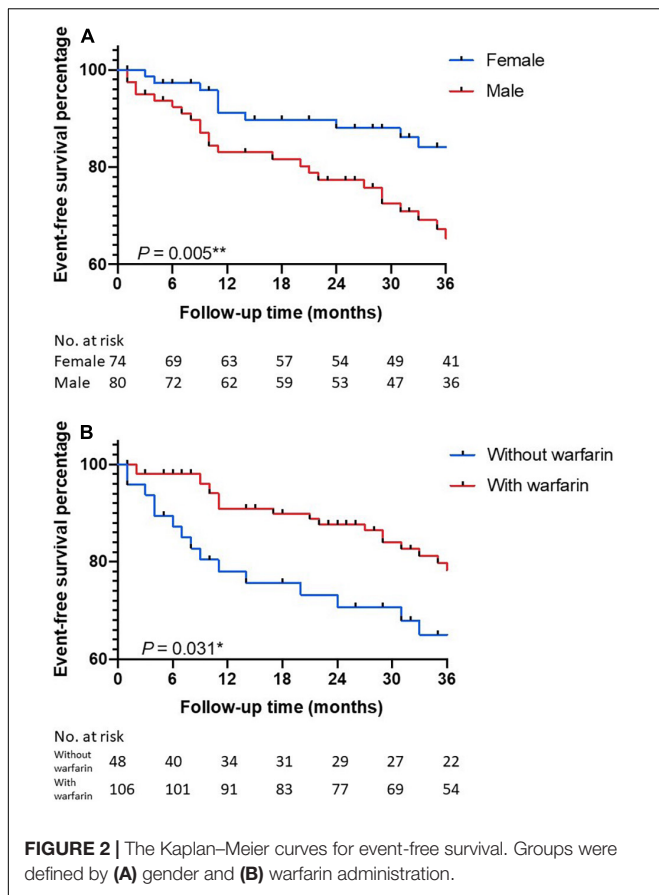 A
Event-free survival percentage
100
80
60
Female
Male
P = 0.005**
0 6 12 18 24 30 36
Follow-up time (months)
No. at risk
Female 74 69 63 57 54 49 41
Male 80 72 62 59 53 47 36
B
Event-free survival percentage
100
80
60
Without warfarin
With warfarin
P = 0.031*
0 6 12 18 24 30 36
Follow-up time (months)
No. at risk
Without
warfarin 48 40 34 31 29 27 22
With
warfarin 106 101 91 83 77 69 54
FIGURE 2 | The Kaplan–Meier curves for event-free survival. Groups were
defined by (A) gender and (B) warfarin administration.